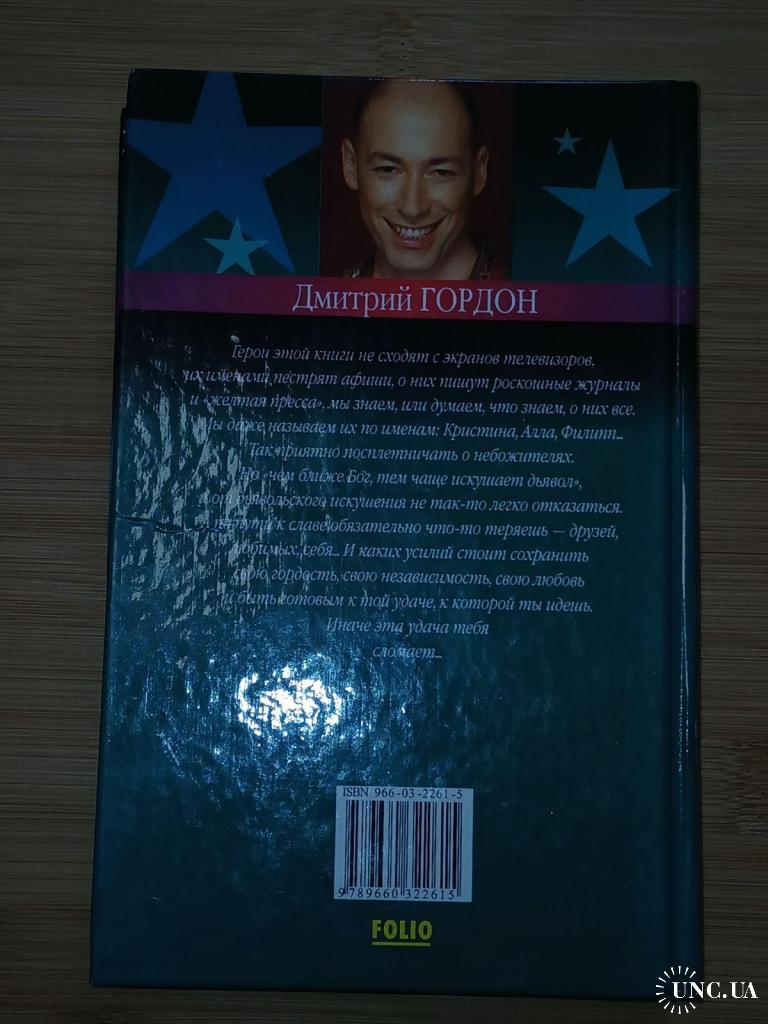 Дмитрий ГОРДОН
Герои этой книги не сходят с экранов телевизоров,
их именами пестрят афиши, о них пишут роскошные журналы
и «желтая пресса», мы знаем, или думаем, что знаем, о них все.
Мы даже называем их по именам: Кристина, Алла, Филипп...
Так приятно посплетничать о небожителях.
Но «чем ближе Бог, тем чаще искушает дьявол»,
и от дьявольского искушения не так-то легко отказаться.
А на пути к славе обязательно что-то теряешь — друзей,
любимых, себя... И каких усилий стоит сохранить
свою гордость, свою независимость, свою любовь
и быть готовым к той удаче, к которой ты идешь.
Иначе эта удача тебя
сломает...
ISBN 966-03-2261-5
9 789660 322615
FOLIO
UNC.UA